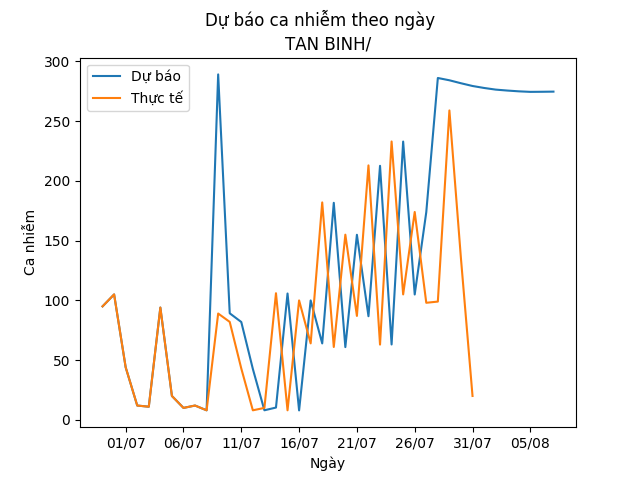 Dự báo ca nhiễm theo ngày
TAN BINH/
Dự báo
Thực tế
Ca nhiễm
300
250
200
150
100
50
0
01/07 06/07 11/07 16/07 21/07 26/07 31/07 05/08
Ngày